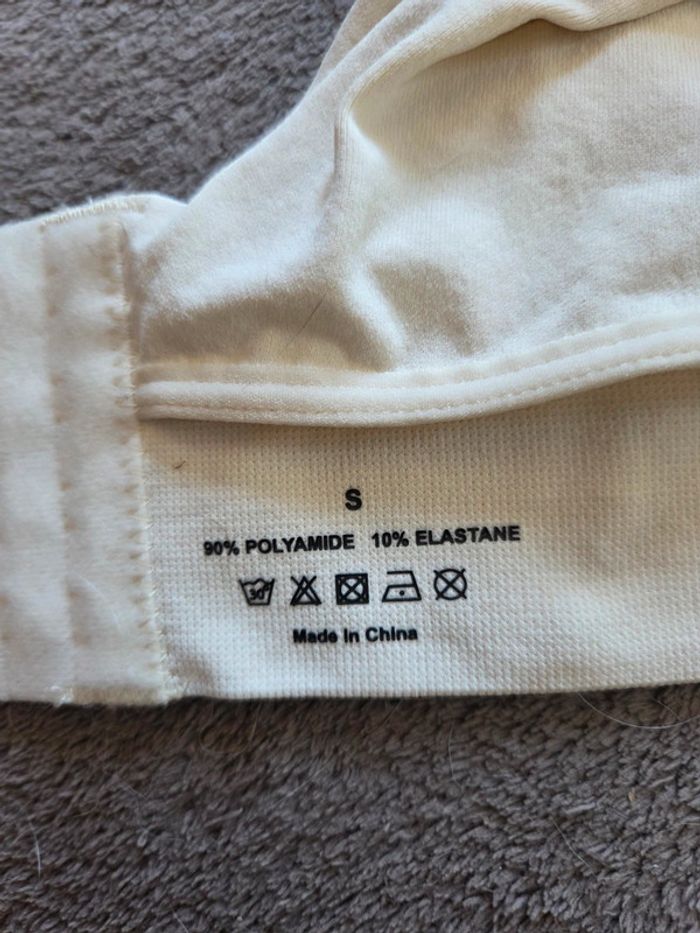 S
90% POLYAMIDE 10% ELASTANE
30
Made in China